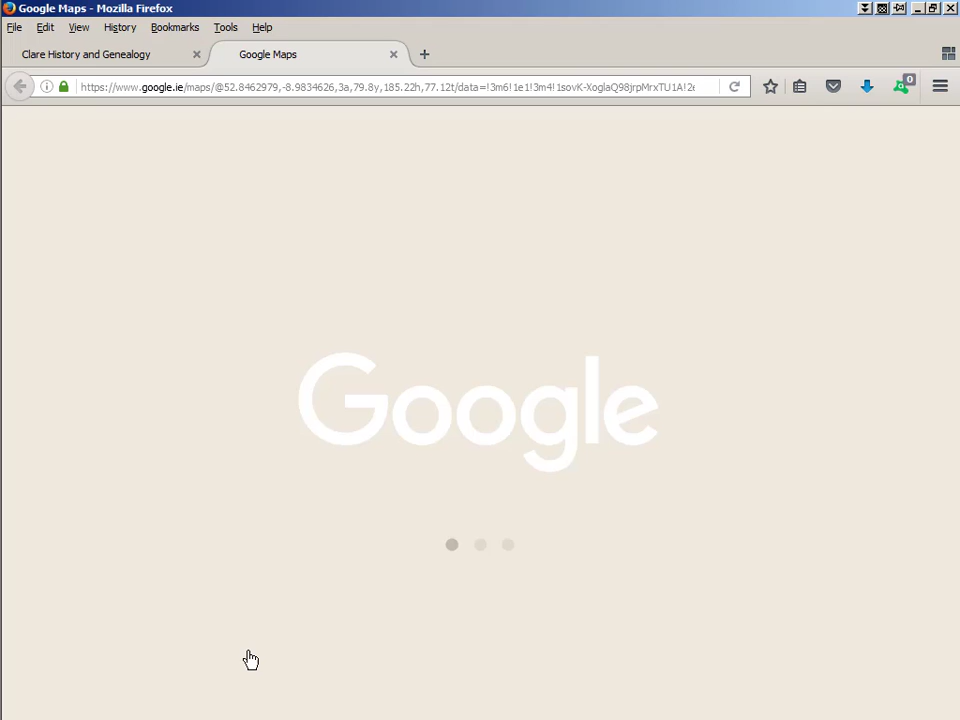 Google Maps - Mozilla Firefox
File Edit View History Bookmarks Tools Help
Clare History and Genealogy Google Maps
https://www.google.ie/maps/@52.8462979,-8.9834626,3a,79.8y,185.22h,77.12t/data=!3m6!1e1!3m4!1sovK-XoglaQ98jrpMrxTU1A!2e
0
Google